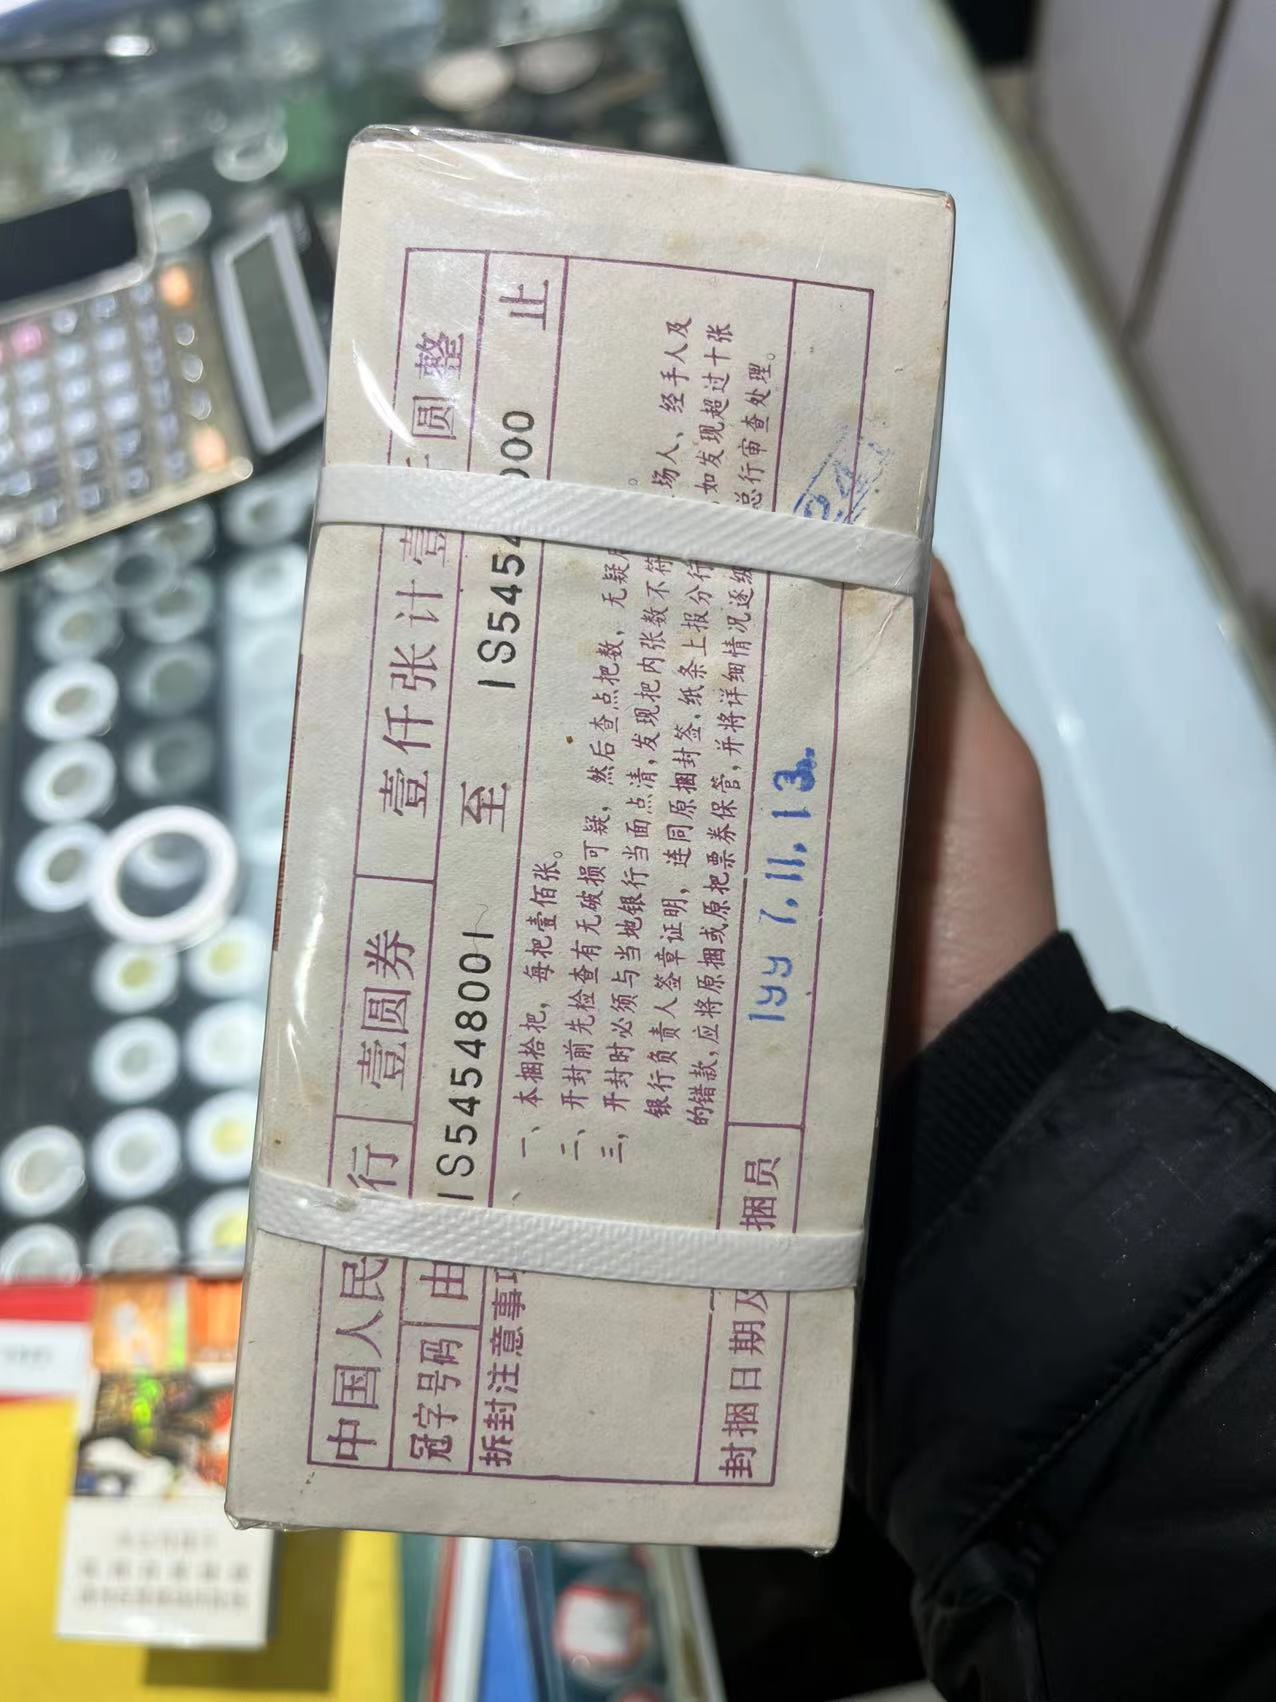 中国人民 行 壹圆券 壹仟张计壹 圆整
冠字号码 由 IS45448001 至 IS454 000 止
拆封注意事项
一、本捆拾把，每把壹佰张。
二、开封前先检查有无破损可疑，然后查点把数，无疑 。
三，开封时必须与当地银行当面点清，发现把内张数不符 场人、经手人及
银行负责人签章证明，连同原捆封签，纸条上报分行 如发现超过十张
的错款，应将原捆或原把票券保管，并将详细情况逐级 总行审查处理。
封捆日期及 捆员 1997.11.13. 24